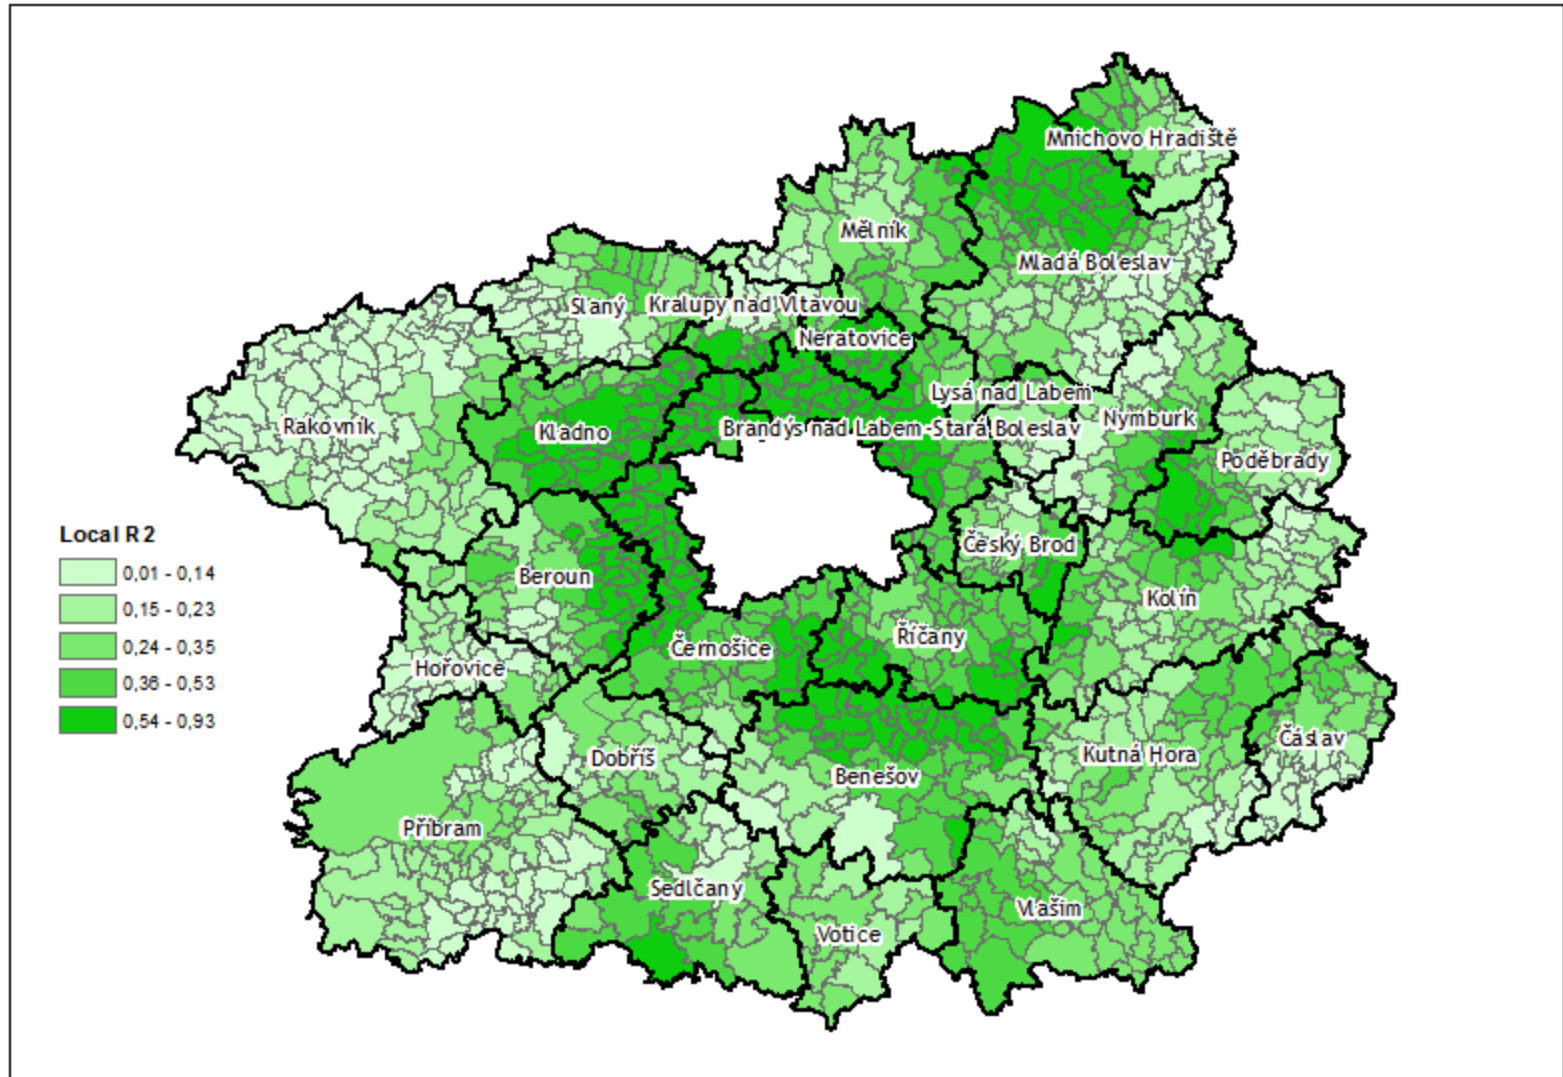 Mnichovo Hradiště
Mělník
Mladá Boleslav
Slaný
Kralupy nad Vltavou
Neratovice
Lysá nad Labem
Rakovník
Kladno
Brandýs nad Labem-Stará Boleslav
Nymburk
Poděbrady
Local R2
0,01 - 0,14
0,15 - 0,23
0,24 - 0,35
0,36 - 0,53
0,54 - 0,93
Český Brod
Beroun
Kolín
Říčany
Černošice
Hořovice
Čáslav
Kutná Hora
Dobříš
Benešov
Příbram
Sedlčany
Vlašim
Votice